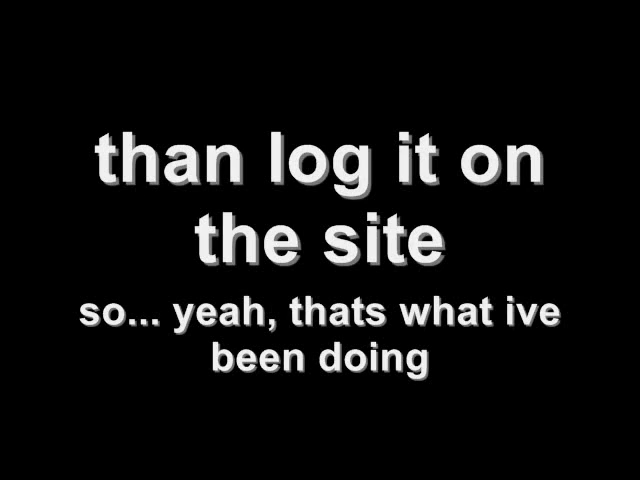 than log it on
the site
so... yeah, thats what ive
been doing